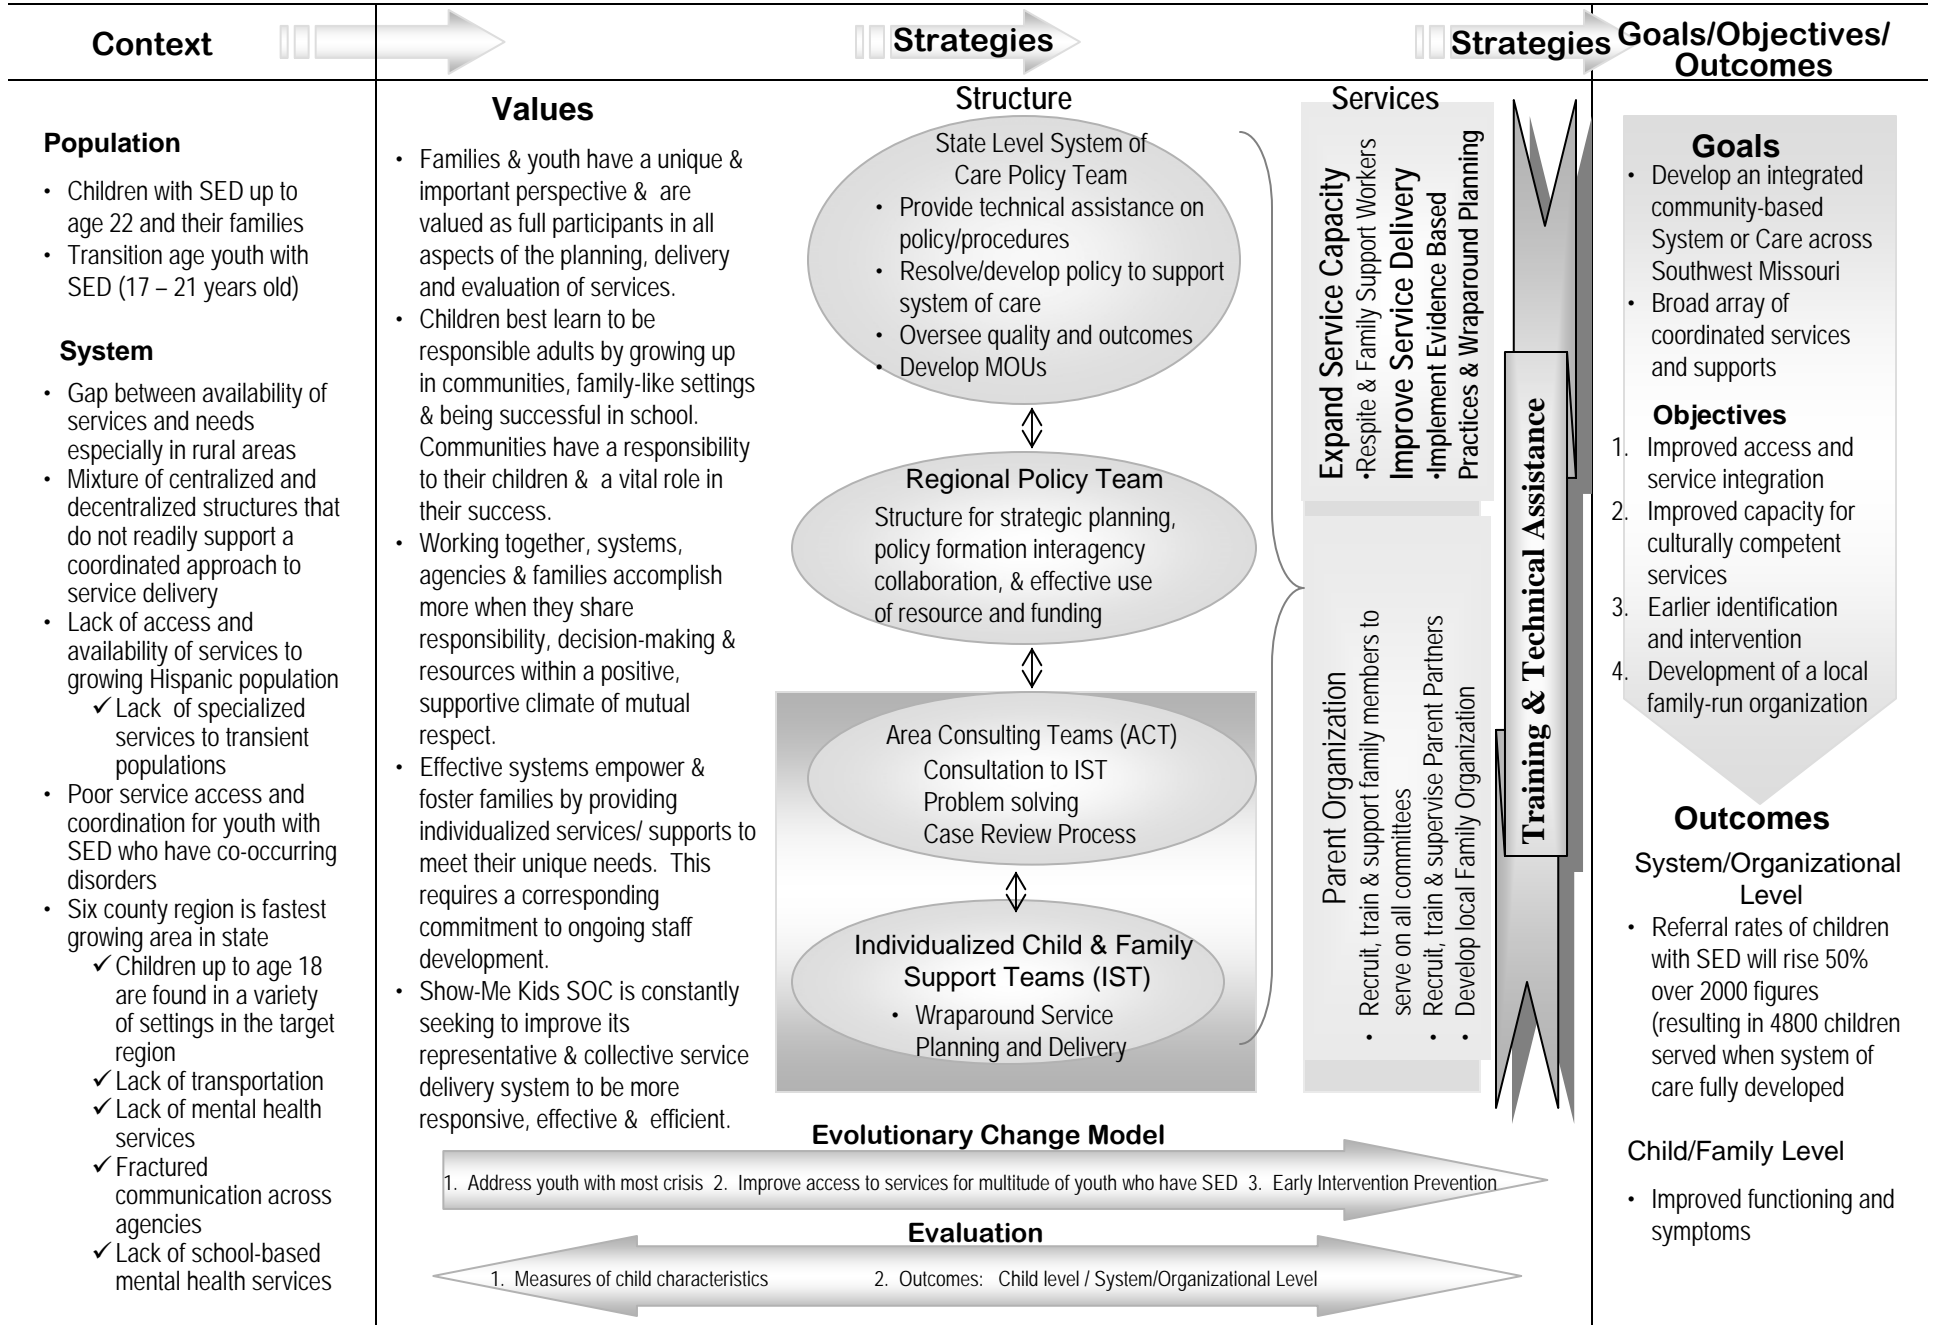 Context
Strategies
Strategies
Goals/Objectives/
Outcomes
Population
• Children with SED up to
age 22 and their families
• Transition age youth with
SED (17 – 21 years old)
System
• Gap between availability of
services and needs
especially in rural areas
• Mixture of centralized and
decentralized structures that
do not readily support a
coordinated approach to
service delivery
• Lack of access and
availability of services to
growing Hispanic population
✓ Lack of specialized
services to transient
populations
• Poor service access and
coordination for youth with
SED who have co-occurring
disorders
• Six county region is fastest
growing area in state
✓ Children up to age 18
are found in a variety
of settings in the target
region
✓ Lack of transportation
✓ Lack of mental health
services
✓ Fractured
communication across
agencies
✓ Lack of school-based
mental health services
Values
• Families & youth have a unique &
important perspective & are
valued as full participants in all
aspects of the planning, delivery
and evaluation of services.
• Children best learn to be
responsible adults by growing up
in communities, family-like settings
& being successful in school.
Communities have a responsibility
to their children & a vital role in
their success.
• Working together, systems,
agencies & families accomplish
more when they share
responsibility, decision-making &
resources within a positive,
supportive climate of mutual
respect.
• Effective systems empower &
foster families by providing
individualized services/ supports to
meet their unique needs. This
requires a corresponding
commitment to ongoing staff
development.
• Show-Me Kids SOC is constantly
seeking to improve its
representative & collective service
delivery system to be more
responsive, effective & efficient.
Structure
State Level System of
Care Policy Team
• Provide technical assistance on
policy/procedures
• Resolve/develop policy to support
system of care
• Oversee quality and outcomes
• Develop MOUs
Regional Policy Team
Structure for strategic planning,
policy formation interagency
collaboration, & effective use
of resource and funding
Area Consulting Teams (ACT)
Consultation to IST
Problem solving
Case Review Process
Individualized Child & Family
Support Teams (IST)
• Wraparound Service
Planning and Delivery
Services
Expand Service Capacity
•Respite & Family Support Workers
Improve Service Delivery
•Implement Evidence Based
Practices & Wraparound Planning
Parent Organization
• Recruit, train & support family members to
serve on all committees
• Recruit, train & supervise Parent Partners
• Develop local Family Organization
Training & Technical Assistance
Evolutionary Change Model
1. Address youth with most crisis 2. Improve access to services for multitude of youth who have SED 3. Early Intervention Prevention
Evaluation
1. Measures of child characteristics 2. Outcomes: Child level / System/Organizational Level
Goals
• Develop an integrated
community-based
System or Care across
Southwest Missouri
• Broad array of
coordinated services
and supports
Objectives
1. Improved access and
service integration
2. Improved capacity for
culturally competent
services
3. Earlier identification
and intervention
4. Development of a local
family-run organization
Outcomes
System/Organizational
Level
• Referral rates of children
with SED will rise 50%
over 2000 figures
(resulting in 4800 children
served when system of
care fully developed
Child/Family Level
• Improved functioning and
symptoms